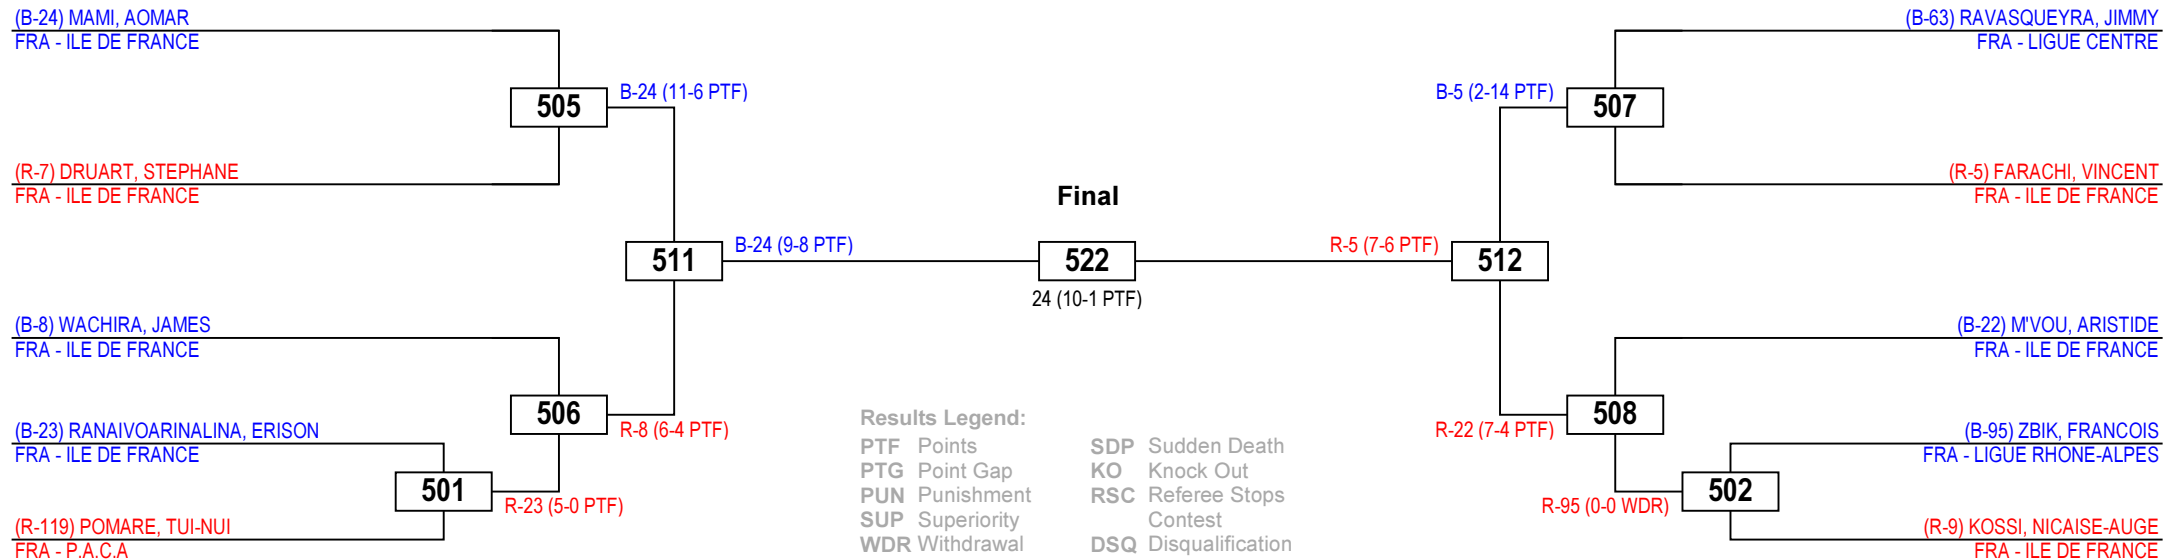 (B-24) MAMI, AOMAR
FRA - ILE DE FRANCE
505
B-24 (11-6 PTF)
(R-7) DRUART, STEPHANE
FRA - ILE DE FRANCE
511
B-24 (9-8 PTF)
(B-8) WACHIRA, JAMES
FRA - ILE DE FRANCE
506
R-8 (6-4 PTF)
(B-23) RANAIVOARINALINA, ERISON
FRA - ILE DE FRANCE
501
R-23 (5-0 PTF)
(R-119) POMARE, TUI-NUI
FRA - P.A.C.A
Final
522
24 (10-1 PTF)
Results Legend:
PTF Points
PTG Point Gap
PUN Punishment
SUP Superiority
WDR Withdrawal
SDP Sudden Death
KO Knock Out
RSC Referee Stops
Contest
DSQ Disqualification
(B-63) RAVASQUEYRA, JIMMY
FRA - LIGUE CENTRE
B-5 (2-14 PTF)
507
(R-5) FARACHI, VINCENT
FRA - ILE DE FRANCE
R-5 (7-6 PTF)
512
(B-22) M'VOU, ARISTIDE
FRA - ILE DE FRANCE
R-22 (7-4 PTF)
508
(B-95) ZBIK, FRANCOIS
FRA - LIGUE RHONE-ALPES
R-95 (0-0 WDR)
502
(R-9) KOSSI, NICAISE-AUGE
FRA - ILE DE FRANCE